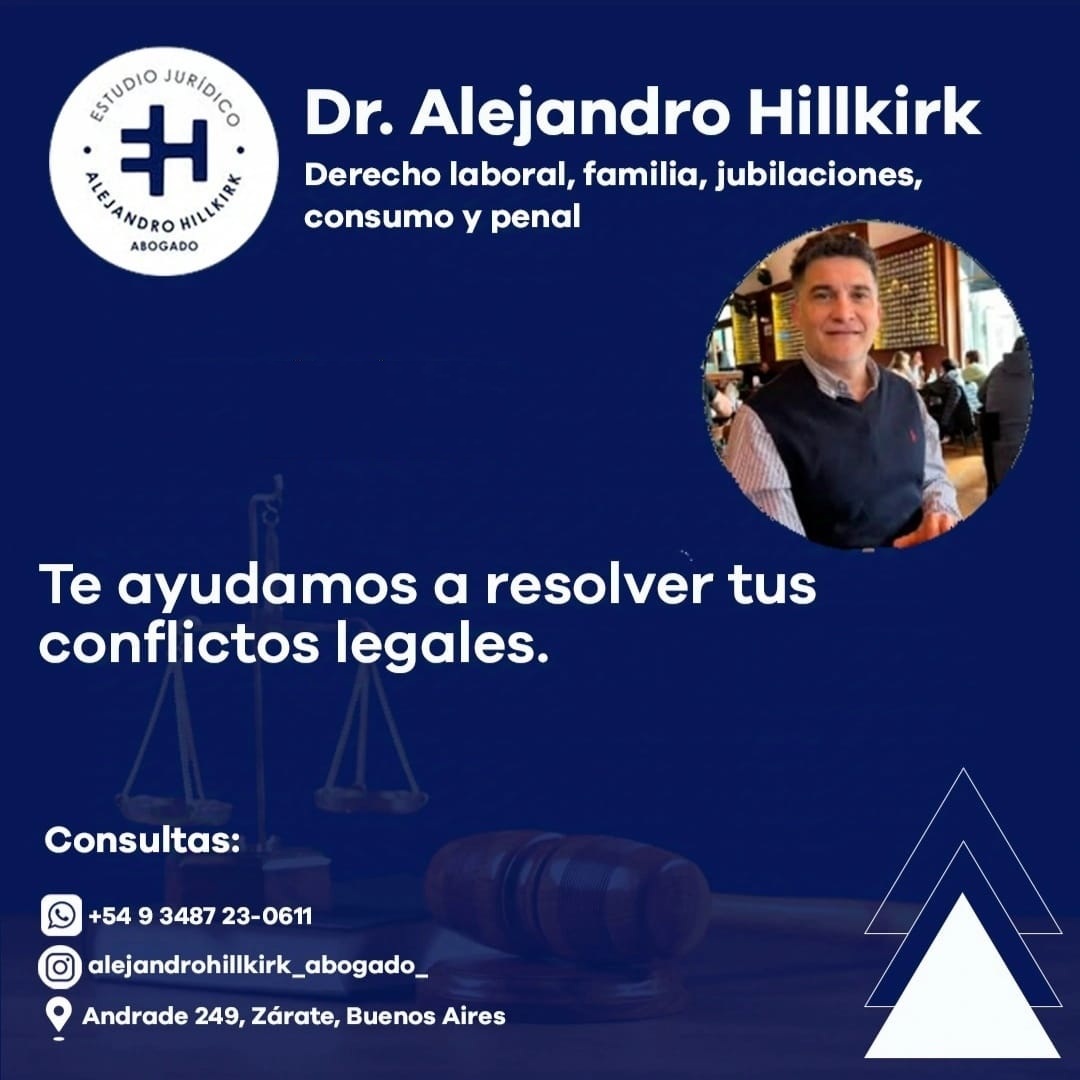 ESTUDIO JURÍDICO
ALEJANDRO HILLKIRK
ABOGADO
Dr. Alejandro Hillkirk
Derecho laboral, familia, jubilaciones,
consumo y penal
Te ayudamos a resolver tus
conflictos legales.
Consultas:
+54 9 3487 23-0611
alejandrohillkirk_abogado_
Andrade 249, Zárate, Buenos Aires